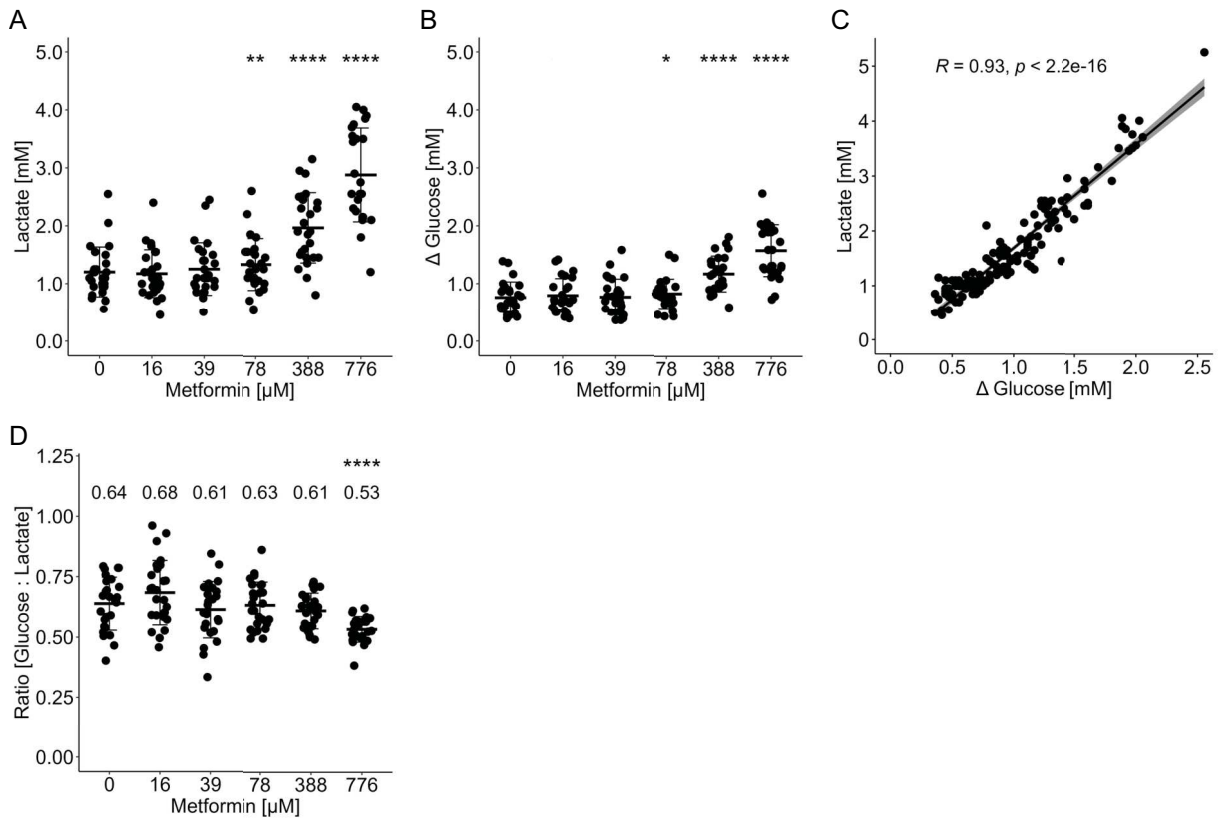 A
Lactate [mM]
5.0
4.0
3.0
2.0
1.0
0.0
** **** ****
0 16 39 78 388 776
Metformin [µM]
B
Δ Glucose [mM]
5.0
4.0
3.0
2.0
1.0
0.0
* **** ****
0 16 39 78 388 776
Metformin [µM]
C
Lactate [mM]
5
4
3
2
1
0
R = 0.93, p < 2.2e-16
0.0 0.5 1.0 1.5 2.0 2.5
Δ Glucose [mM]
D
Ratio [Glucose : Lactate]
1.25
1.00
0.75
0.50
0.25
0.00
****
0.64 0.68 0.61 0.63 0.61 0.53
0 16 39 78 388 776
Metformin [µM]